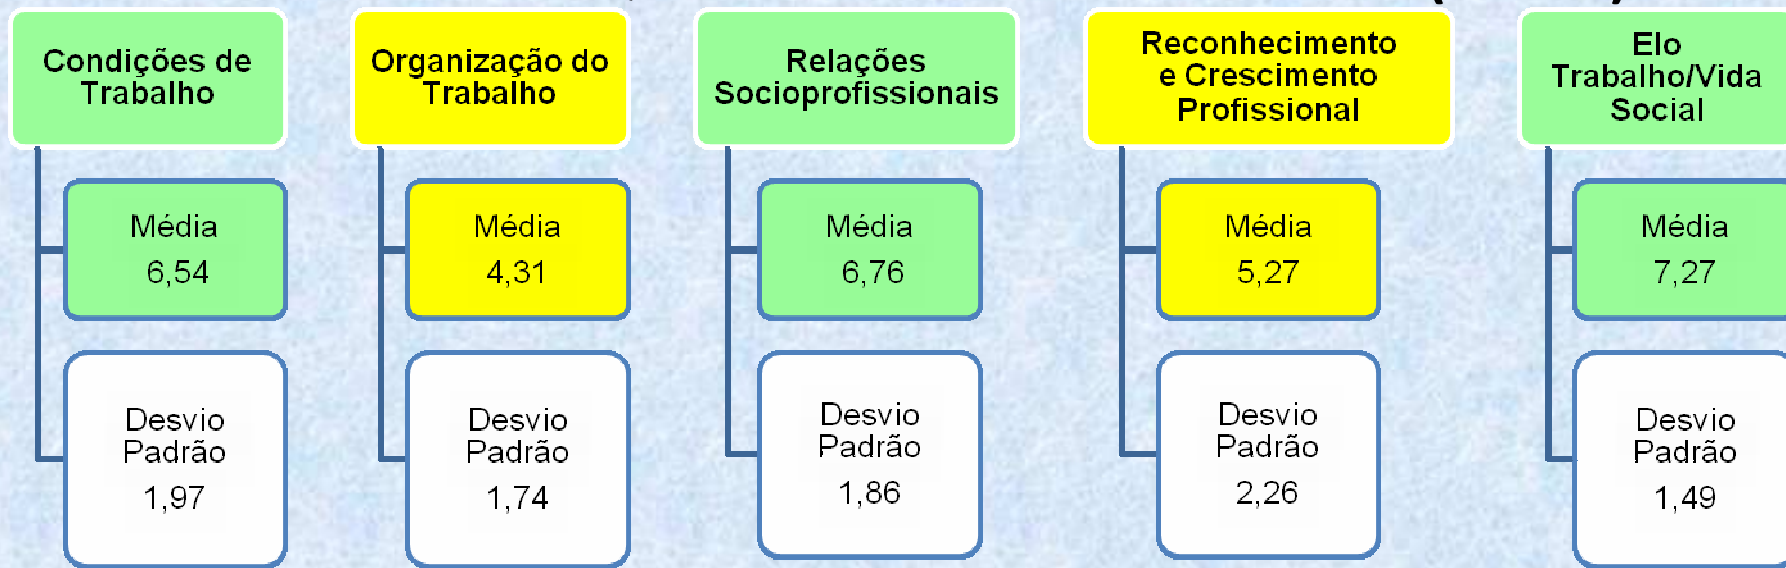 Condições de
Trabalho
Média
6,54
Desvio
Padrão
1,97
Organização do
Trabalho
Média
4,31
Desvio
Padrão
1,74
Relações
Socioprofissionais
Média
6,76
Desvio
Padrão
1,86
Reconhecimento
e Crescimento
Profissional
Média
5,27
Desvio
Padrão
2,26
Elo
Trabalho/Vida
Social
Média
7,27
Desvio
Padrão
1,49